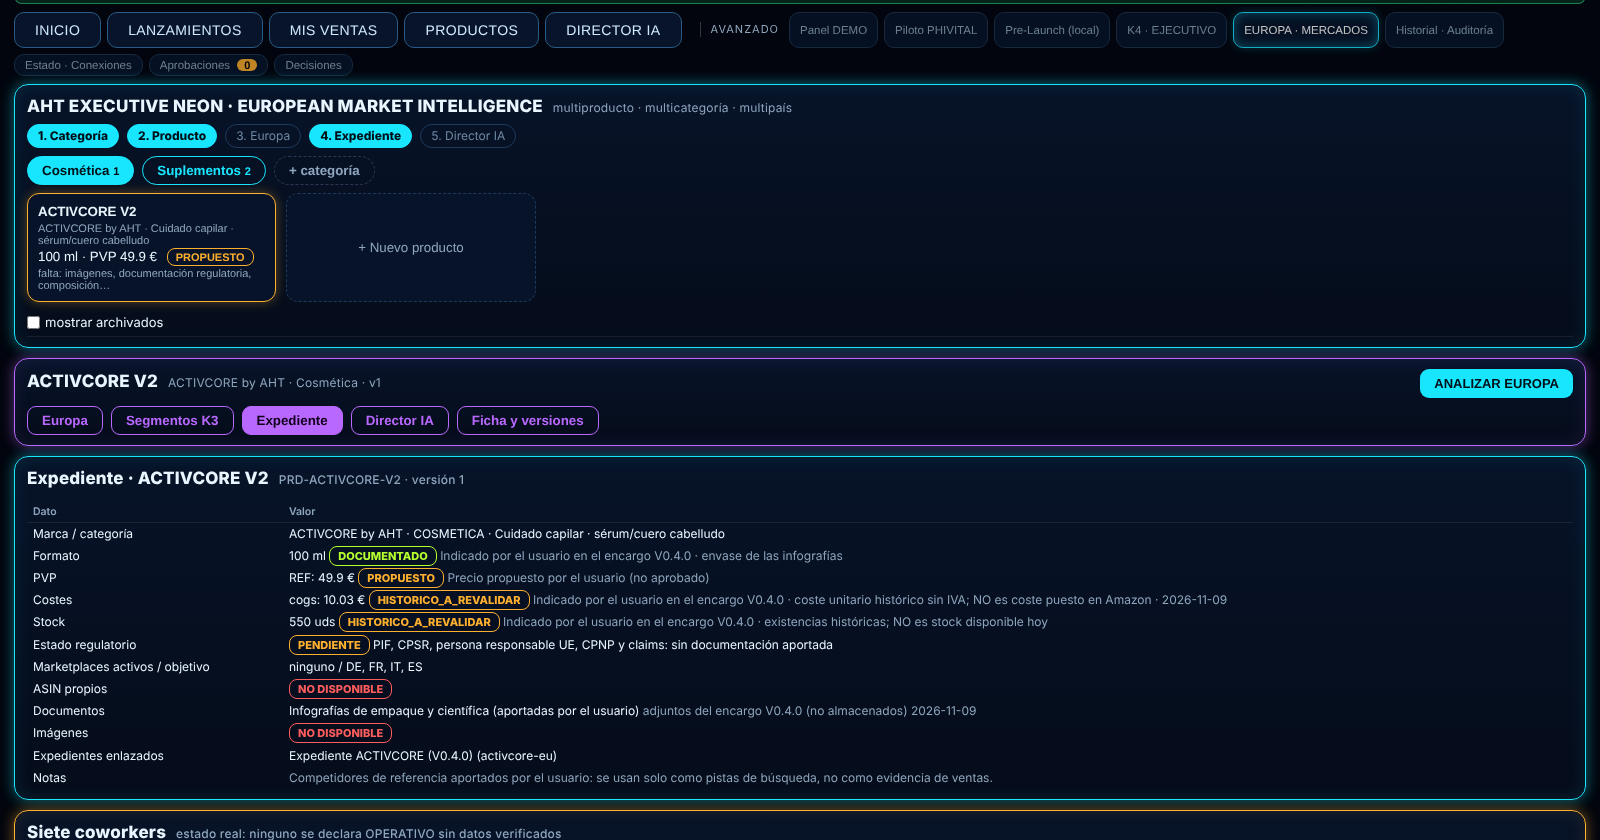 INICIO LANZAMIENTOS MIS VENTAS PRODUCTOS DIRECTOR IA AVANZADO Panel DEMO Piloto PHIVITAL Pre-Launch (local) K4 · EJECUTIVO EUROPA · MERCADOS Historial · Auditoría
Estado · Conexiones Aprobaciones 0 Decisiones
AHT EXECUTIVE NEON · EUROPEAN MARKET INTELLIGENCE multiproducto · multicategoría · multipaís
1. Categoría 2. Producto 3. Europa 4. Expediente 5. Director IA
Cosmética 1 Suplementos 2 + categoría
ACTIVCORE V2
ACTIVCORE by AHT · Cuidado capilar ·
sérum/cuero cabelludo
100 ml · PVP 49.9 € PROPUESTO
falta: imágenes, documentación regulatoria,
composición…
+ Nuevo producto
mostrar archivados
ACTIVCORE V2 ACTIVCORE by AHT · Cosmética · v1
ANALIZAR EUROPA
Europa Segmentos K3 Expediente Director IA Ficha y versiones
Expediente · ACTIVCORE V2 PRD-ACTIVCORE-V2 · versión 1
Dato Valor
Marca / categoría ACTIVCORE by AHT · COSMETICA · Cuidado capilar · sérum/cuero cabelludo
Formato 100 ml DOCUMENTADO Indicado por el usuario en el encargo V0.4.0 · envase de las infografías
PVP REF: 49.9 € PROPUESTO Precio propuesto por el usuario (no aprobado)
Costes cogs: 10.03 € HISTORICO_A_REVALIDAR Indicado por el usuario en el encargo V0.4.0 · coste unitario histórico sin IVA; NO es coste puesto en Amazon · 2026-11-09
Stock 550 uds HISTORICO_A_REVALIDAR Indicado por el usuario en el encargo V0.4.0 · existencias históricas; NO es stock disponible hoy
Estado regulatorio PENDIENTE PIF, CPSR, persona responsable UE, CPNP y claims: sin documentación aportada
Marketplaces activos / objetivo ninguno / DE, FR, IT, ES
ASIN propios NO DISPONIBLE
Documentos Infografías de empaque y científica (aportadas por el usuario) adjuntos del encargo V0.4.0 (no almacenados) 2026-11-09
Imágenes NO DISPONIBLE
Expedientes enlazados Expediente ACTIVCORE (V0.4.0) (activcore-eu)
Notas Competidores de referencia aportados por el usuario: se usan solo como pistas de búsqueda, no como evidencia de ventas.
Siete coworkers estado real: ninguno se declara OPERATIVO sin datos verificados